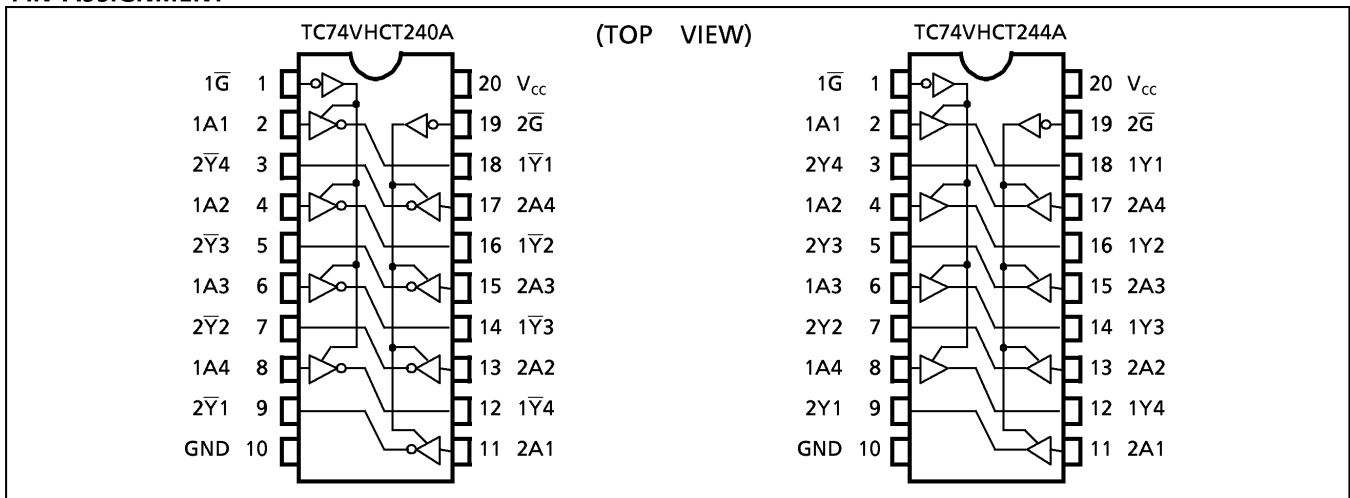 TC74VHCT240A (TOP VIEW) TC74VHCT244A
1G̅ 1 20 Vcc
1A1 2 19 2G̅
2Y̅4 3 18 1Y̅1
1A2 4 17 2A4
2Y̅3 5 16 1Y̅2
1A3 6 15 2A3
2Y̅2 7 14 1Y̅3
1A4 8 13 2A2
2Y̅1 9 12 1Y̅4
GND 10 11 2A1
1G̅ 1 20 Vcc
1A1 2 19 2G̅
2Y4 3 18 1Y1
1A2 4 17 2A4
2Y3 5 16 1Y2
1A3 6 15 2A3
2Y2 7 14 1Y3
1A4 8 13 2A2
2Y1 9 12 1Y4
GND 10 11 2A1